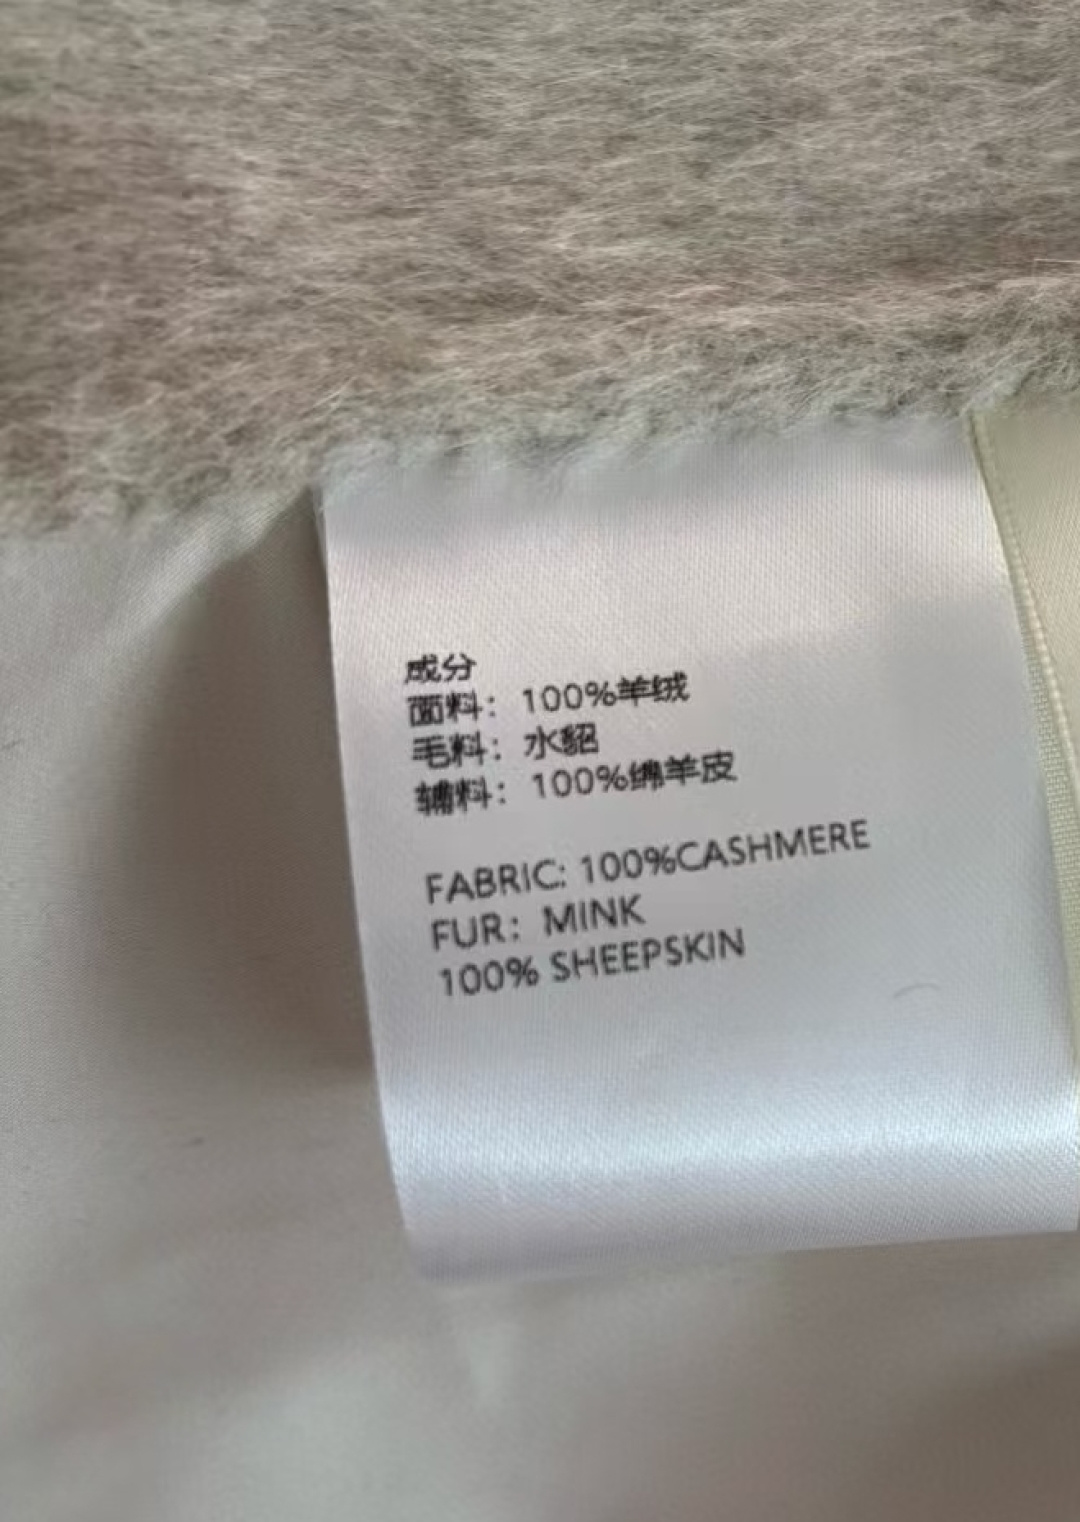 成分
面料：100%羊绒
毛料：水貂
辅料：100%绵羊皮
FABRIC: 100%CASHMERE
FUR: MINK
100% SHEEPSKIN